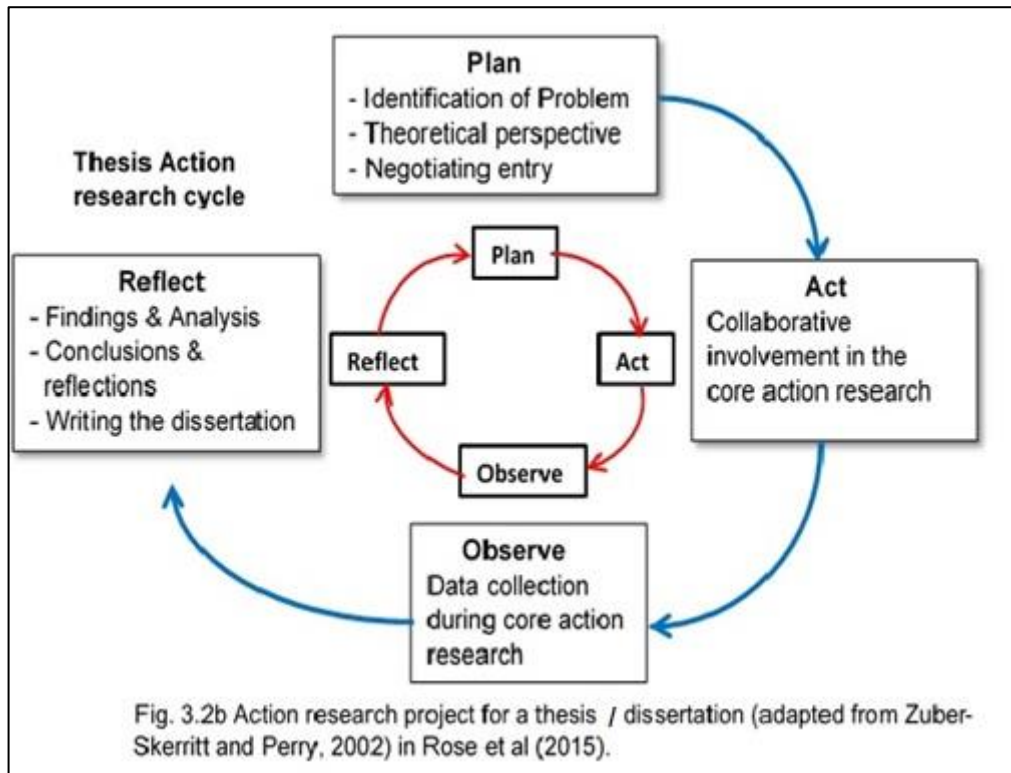 Plan
- Identification of Problem
- Theoretical perspective
- Negotiating entry
Thesis Action
research cycle
Plan
Reflect
- Findings & Analysis
- Conclusions &
reflections
- Writing the dissertation
Reflect
Act
Act
Collaborative
involvement in the
core action research
Observe
Observe
Data collection
during core action
research
Fig. 3.2b Action research project for a thesis / dissertation (adapted from Zuber-
Skerritt and Perry, 2002) in Rose et al (2015).